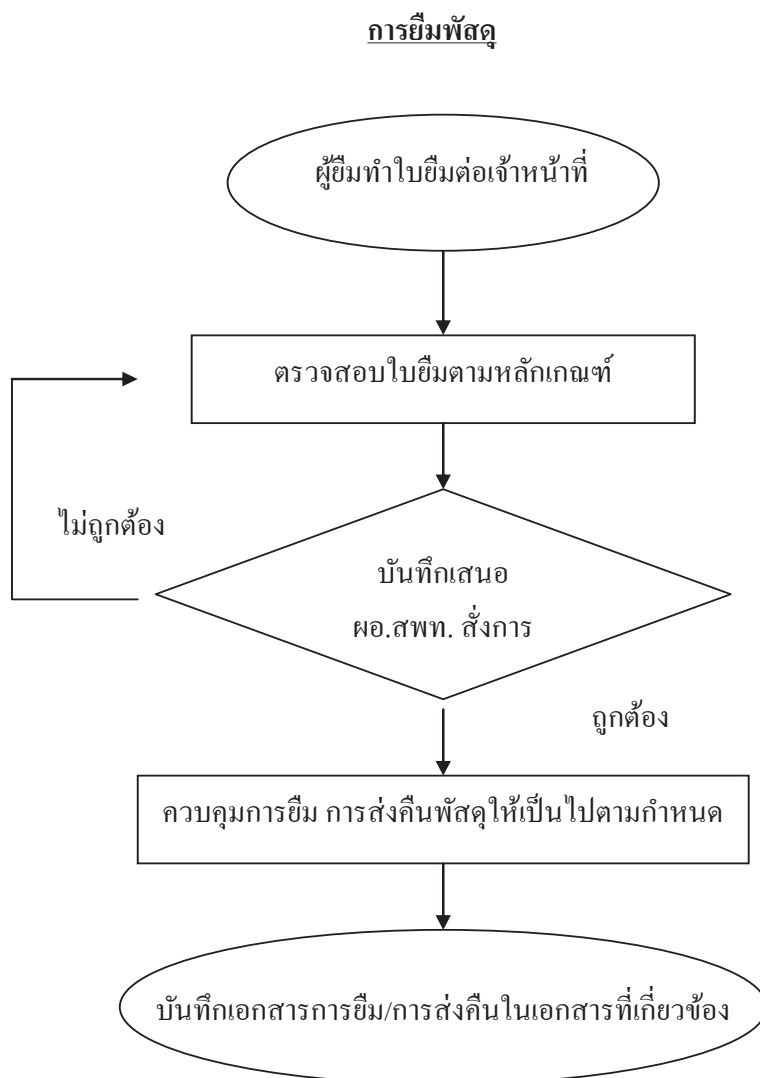 การยืมพัสดุ
ผู้ยืมทำใบยืมต่อเจ้าหน้าที่
ตรวจสอบใบยืมตามหลักเกณฑ์
ไม่ถูกต้อง
บันทึกเสนอ
ผอ.สพท. สั่งการ
ถูกต้อง
ควบคุมการยืม การส่งคืนพัสดุให้เป็นไปตามกำหนด
บันทึกเอกสารการยืม/การส่งคืนในเอกสารที่เกี่ยวข้อง